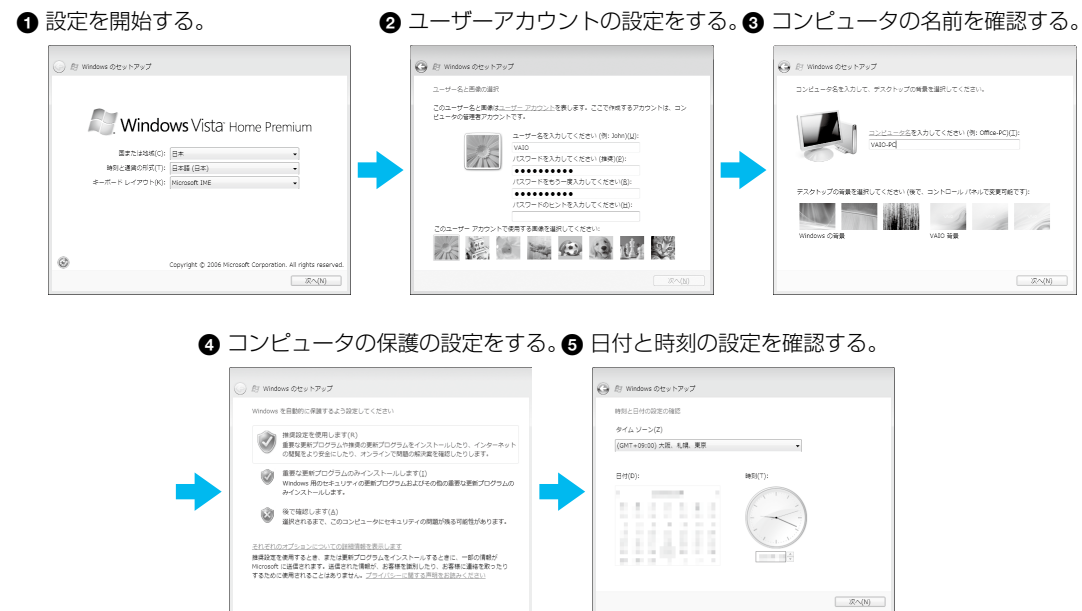 ❶ 設定を開始する。
Windows のセットアップ
Windows Vista Home Premium
国または地域(C): 日本
時刻と通貨の形式(T): 日本語 (日本)
キーボード レイアウト(K): Microsoft IME
Copyright © 2006 Microsoft Corporation. All rights reserved.
次へ(N)
❷ ユーザーアカウントの設定をする。
Windows のセットアップ
ユーザー名と画像の選択
このユーザー名と画像はユーザー アカウントを表します。ここで作成するアカウントは、コン
ピュータの管理者アカウントです。
ユーザー名を入力してください (例: John)(U):
VAIO
パスワードを入力してください (推奨)(P):
●●●●●●●●●●
パスワードをもう一度入力してください(R):
●●●●●●●●●●
パスワードのヒントを入力してください(H):
このユーザー アカウントで使用する画像を選択してください:
次へ(N)
❸ コンピュータの名前を確認する。
Windows のセットアップ
コンピュータ名を入力して、デスクトップの背景を選択してください。
コンピュータ名を入力してください (例: Office-PC)(T):
VAIO-PC
デスクトップの背景を選択してください (後で、コントロール パネルで変更可能です):
Windows の背景 VAIO 背景
次へ(N)
❹ コンピュータの保護の設定をする。
Windows のセットアップ
Windows を自動的に保護するよう設定してください
推奨設定を使用します(R)
重要な更新プログラムや推奨の更新プログラムをインストールしたり、インターネット
の閲覧をより安全にしたり、オンラインで問題の解決案を確認したりします。
重要な更新プログラムのみインストールします(I)
Windows 用のセキュリティの更新プログラムおよびその他の重要な更新プログラムの
みインストールします。
後で確認します(A)
選択されるまで、このコンピュータにセキュリティの問題が残る可能性があります。
それぞれのオプションについての詳細情報を表示します
推奨設定を使用するとき、または更新プログラムをインストールするときに、一部の情報が
Microsoft に送信されます。送信された情報が、お客様を識別したり、お客様に連絡を取ったり
するために使用されることはありません。プライバシーに関する声明をお読みください
❺ 日付と時刻の設定を確認する。
Windows のセットアップ
時刻と日付の設定の確認
タイム ゾーン(Z)
(GMT+09:00) 大阪、札幌、東京
日付(D): 時刻(T):
次へ(N)